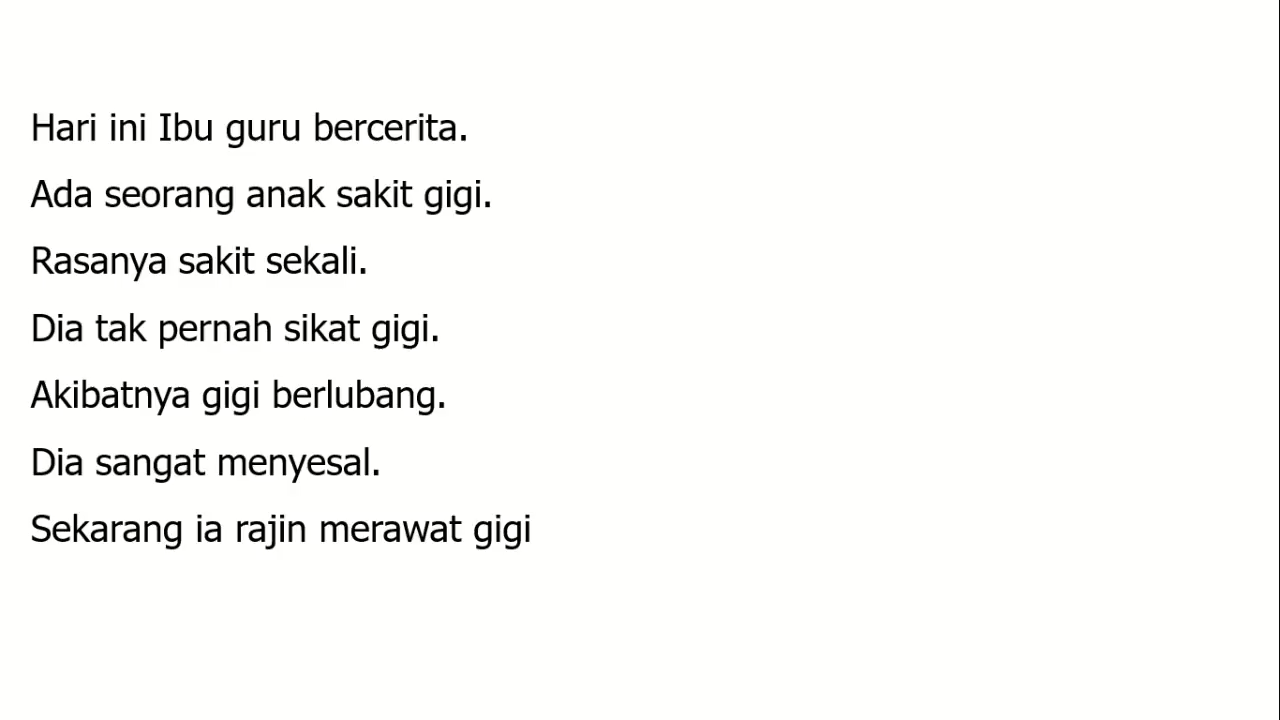 Hari ini Ibu guru bercerita.
Ada seorang anak sakit gigi.
Rasanya sakit sekali.
Dia tak pernah sikat gigi.
Akibatnya gigi berlubang.
Dia sangat menyesal.
Sekarang ia rajin merawat gigi